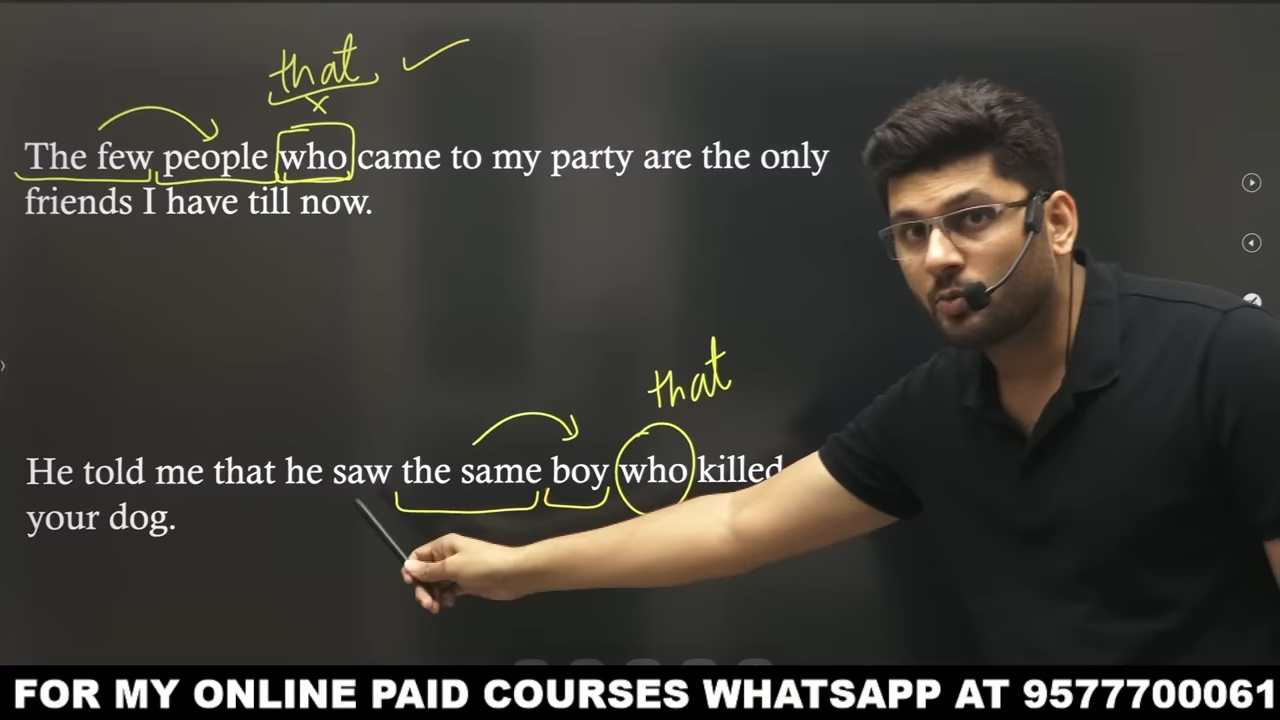 that
The few people who came to my party are the only
friends I have till now.
that
He told me that he saw the same boy who killed
your dog.
FOR MY ONLINE PAID COURSES WHATSAPP AT 9577700061